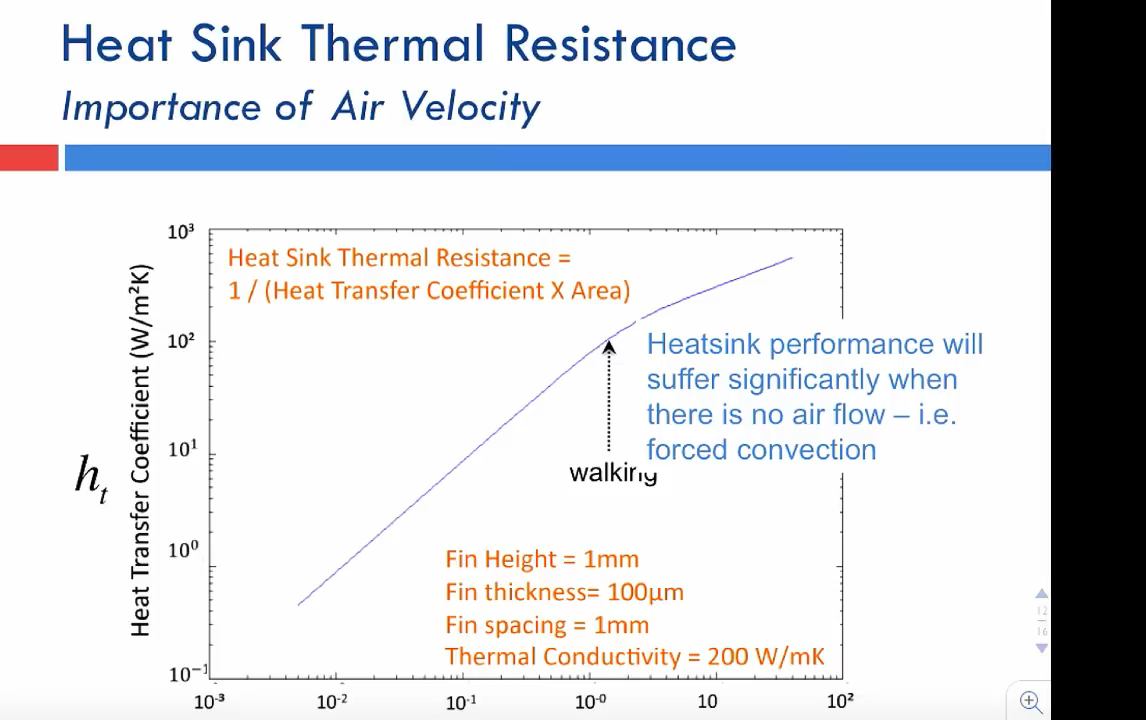 Heat Sink Thermal Resistance
Importance of Air Velocity
Heat Sink Thermal Resistance =
1 / (Heat Transfer Coefficient X Area)
Heatsink performance will
suffer significantly when
there is no air flow – i.e.
forced convection
walking
hₜ
Heat Transfer Coefficient (W/m²K)
10³
10²
10¹
10⁰
10⁻¹
Fin Height = 1mm
Fin thickness= 100µm
Fin spacing = 1mm
Thermal Conductivity = 200 W/mK
10⁻³ 10⁻² 10⁻¹ 10⁻⁰ 10 10²
12
16